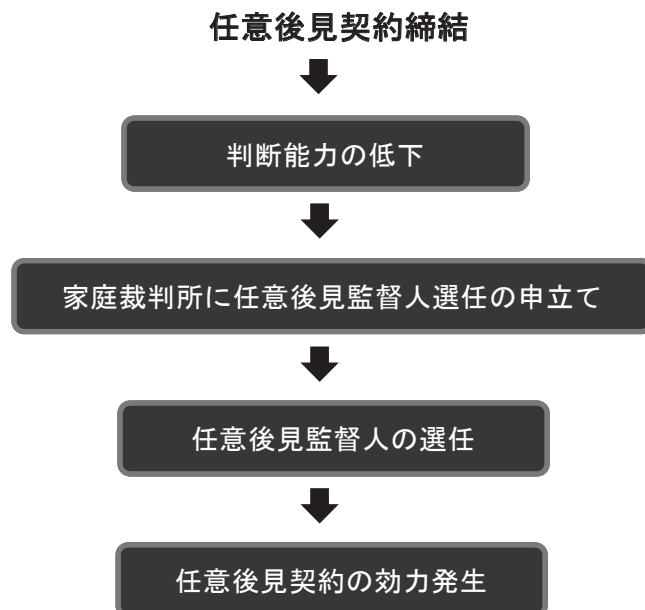 任意後見契約締結
判断能力の低下
家庭裁判所に任意後見監督人選任の申立て
任意後見監督人の選任
任意後見契約の効力発生